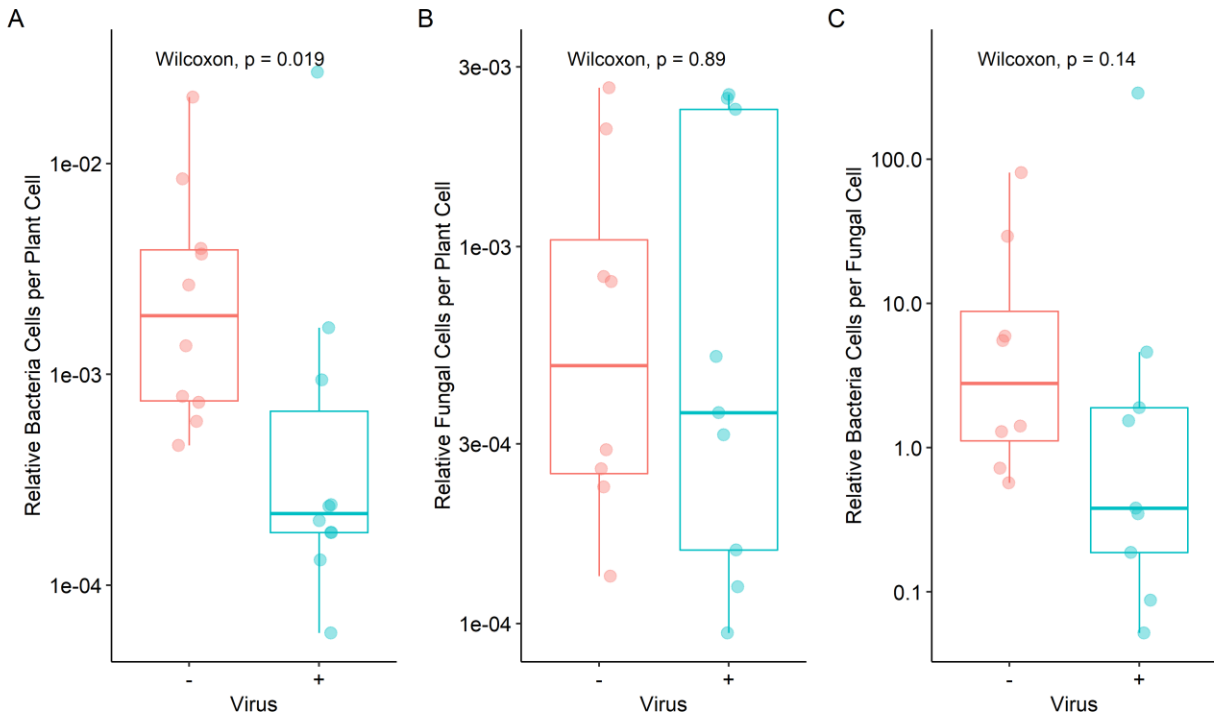 A
Wilcoxon, p = 0.019
Relative Bacteria Cells per Plant Cell
1e-02
1e-03
1e-04
-
+
Virus
B
Wilcoxon, p = 0.89
Relative Fungal Cells per Plant Cell
3e-03
1e-03
3e-04
1e-04
-
+
Virus
C
Wilcoxon, p = 0.14
Relative Bacteria Cells per Fungal Cell
100.0
10.0
1.0
0.1
-
+
Virus